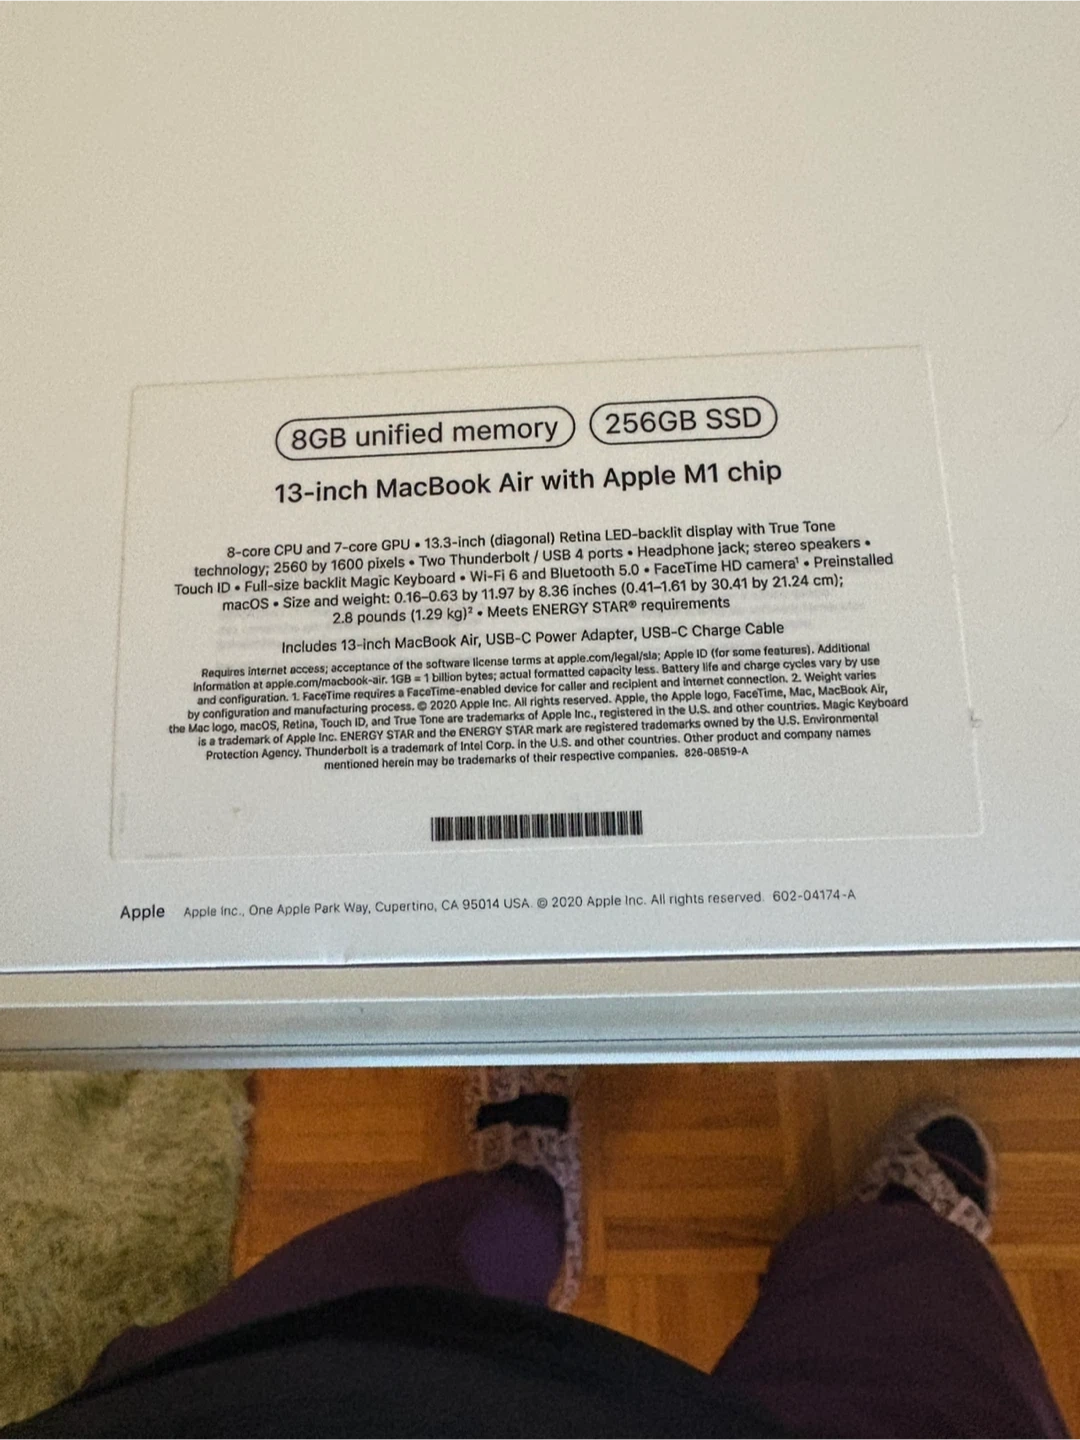 8GB unified memory 256GB SSD
13-inch MacBook Air with Apple M1 chip
8-core CPU and 7-core GPU • 13.3-inch (diagonal) Retina LED-backlit display with True Tone
technology; 2560 by 1600 pixels • Two Thunderbolt / USB 4 ports • Headphone jack; stereo speakers •
Touch ID • Full-size backlit Magic Keyboard • Wi-Fi 6 and Bluetooth 5.0 • FaceTime HD camera¹ • Preinstalled
macOS • Size and weight: 0.16–0.63 by 11.97 by 8.36 inches (0.41–1.61 by 30.41 by 21.24 cm);
2.8 pounds (1.29 kg)² • Meets ENERGY STAR® requirements
Includes 13-inch MacBook Air, USB-C Power Adapter, USB-C Charge Cable
Requires internet access; acceptance of the software license terms at apple.com/legal/sla; Apple ID (for some features). Additional
information at apple.com/macbook-air. 1GB = 1 billion bytes; actual formatted capacity less. Battery life and charge cycles vary by use
and configuration. 1. FaceTime requires a FaceTime-enabled device for caller and recipient and internet connection. 2. Weight varies
by configuration and manufacturing process. © 2020 Apple Inc. All rights reserved. Apple, the Apple logo, FaceTime, Mac, MacBook Air,
the Mac logo, macOS, Retina, Touch ID, and True Tone are trademarks of Apple Inc., registered in the U.S. and other countries. Magic Keyboard
is a trademark of Apple Inc. ENERGY STAR and the ENERGY STAR mark are registered trademarks owned by the U.S. Environmental
Protection Agency. Thunderbolt is a trademark of Intel Corp. in the U.S. and other countries. Other product and company names
mentioned herein may be trademarks of their respective companies. 826-08519-A
Apple Apple Inc., One Apple Park Way, Cupertino, CA 95014 USA. © 2020 Apple Inc. All rights reserved. 602-04174-A